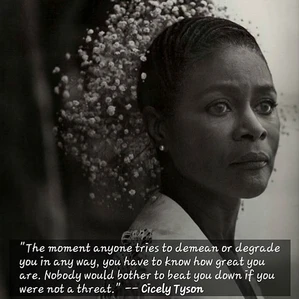 "The moment anyone tries to demean or degrade
you in any way, you have to know how great you
are. Nobody would bother to beat you down if you
were not a threat." -- Cicely Tyson